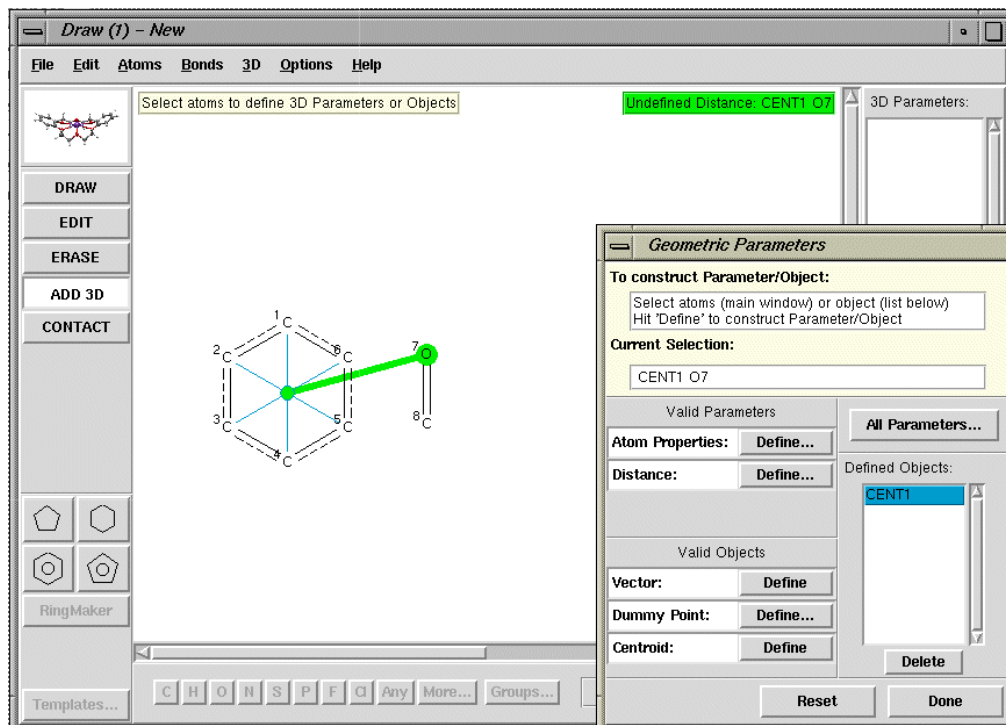 Draw (1) – New
File Edit Atoms Bonds 3D Options Help
Select atoms to define 3D Parameters or Objects
Undefined Distance: CENT1 O7
3D Parameters:
DRAW
EDIT
ERASE
ADD 3D
CONTACT
1 C
2 C
6 C
3 C
5 C
4 C
7 O
8 C
RingMaker
Templates...
C H O N S P F Cl Any More... Groups...
Geometric Parameters
To construct Parameter/Object:
Select atoms (main window) or object (list below)
Hit 'Define' to construct Parameter/Object
Current Selection:
CENT1 O7
Valid Parameters
All Parameters...
Atom Properties: Define...
Distance: Define...
Defined Objects:
CENT1
Valid Objects
Vector: Define
Dummy Point: Define...
Centroid: Define
Delete
Reset Done